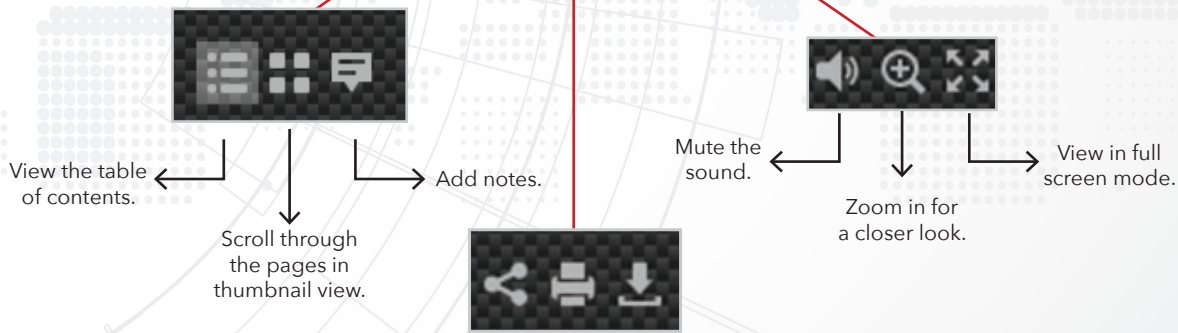 View the table
of contents.
Scroll through
the pages in
thumbnail view.
Add notes.
Mute the
sound.
Zoom in for
a closer look.
View in full
screen mode.